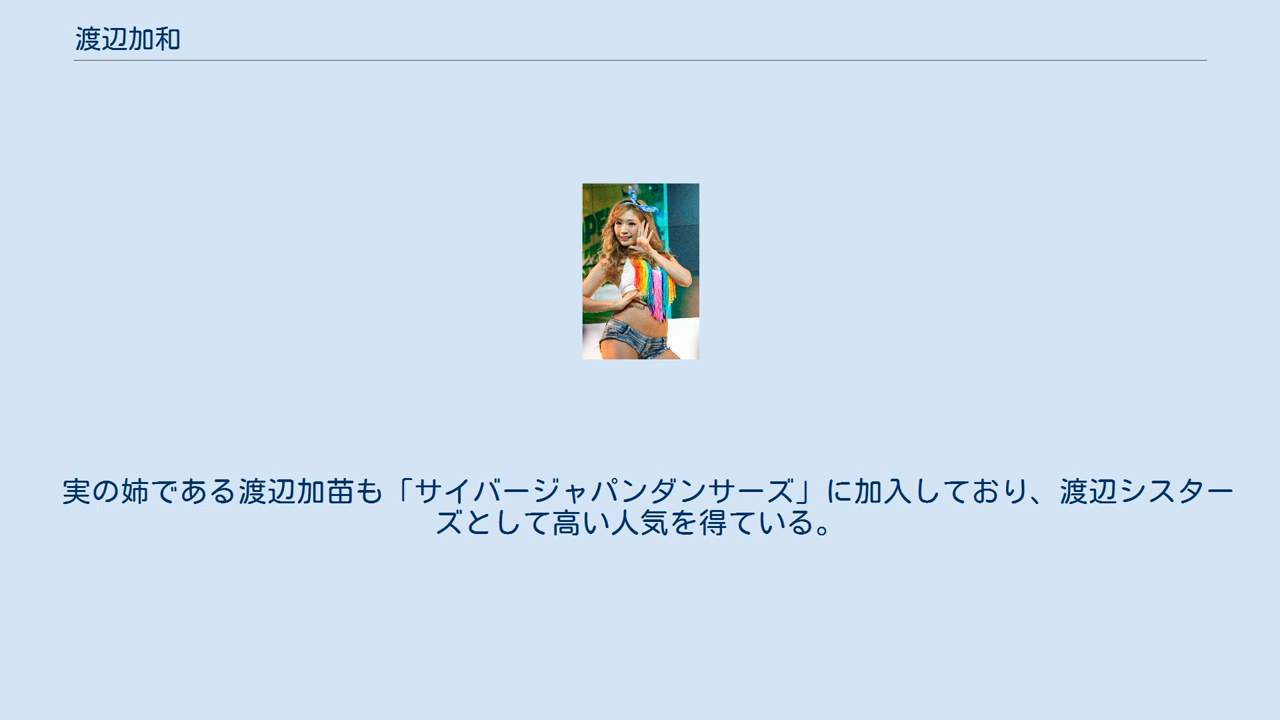 渡辺加和
実の姉である渡辺加苗も「サイバージャパンダンサーズ」に加入しており、渡辺シスター
ズとして高い人気を得ている。